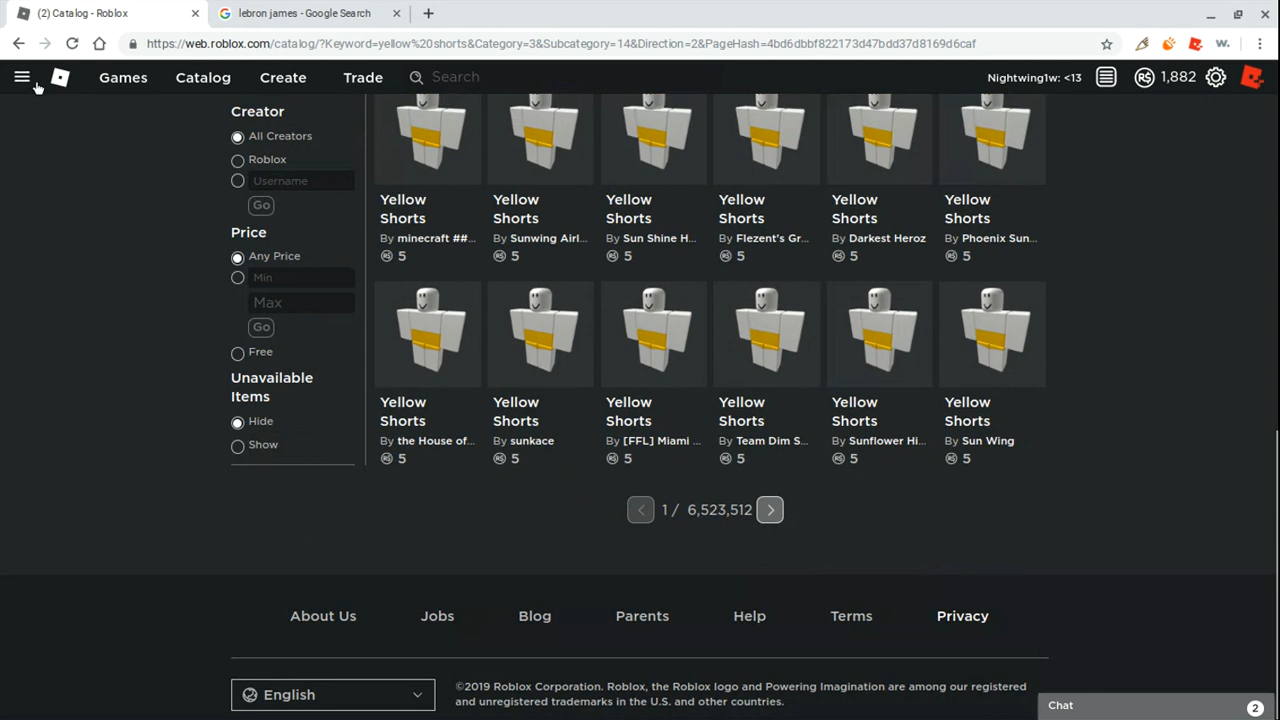 (2) Catalog - Roblox
lebron james - Google Search
https://web.roblox.com/catalog/?Keyword=yellow%20shorts&Category=3&Subcategory=14&Direction=2&PageHash=4bd6dbbf822173d47bdd37d8169d6caf
Games Catalog Create Trade Search Nightwing1w: <13 1,882
Creator
All Creators
Roblox
Username
Go
Price
Any Price
Min
Max
Go
Free
Unavailable
Items
Hide
Show
Yellow Yellow Yellow Yellow Yellow Yellow
Shorts Shorts Shorts Shorts Shorts Shorts
By minecraft ##... By Sunwing Airl... By Sun Shine H... By Flezent's Gr... By Darkest Heroz By Phoenix Sun...
5 5 5 5 5 5
Yellow Yellow Yellow Yellow Yellow Yellow
Shorts Shorts Shorts Shorts Shorts Shorts
By the House of... By sunkace By [FFL] Miami ... By Team Dim S... By Sunflower Hi... By Sun Wing
5 5 5 5 5 5
1 / 6,523,512
About Us Jobs Blog Parents Help Terms Privacy
English
©2019 Roblox Corporation. Roblox, the Roblox logo and Powering Imagination are among our registered
and unregistered trademarks in the U.S. and other countries.
Chat 2